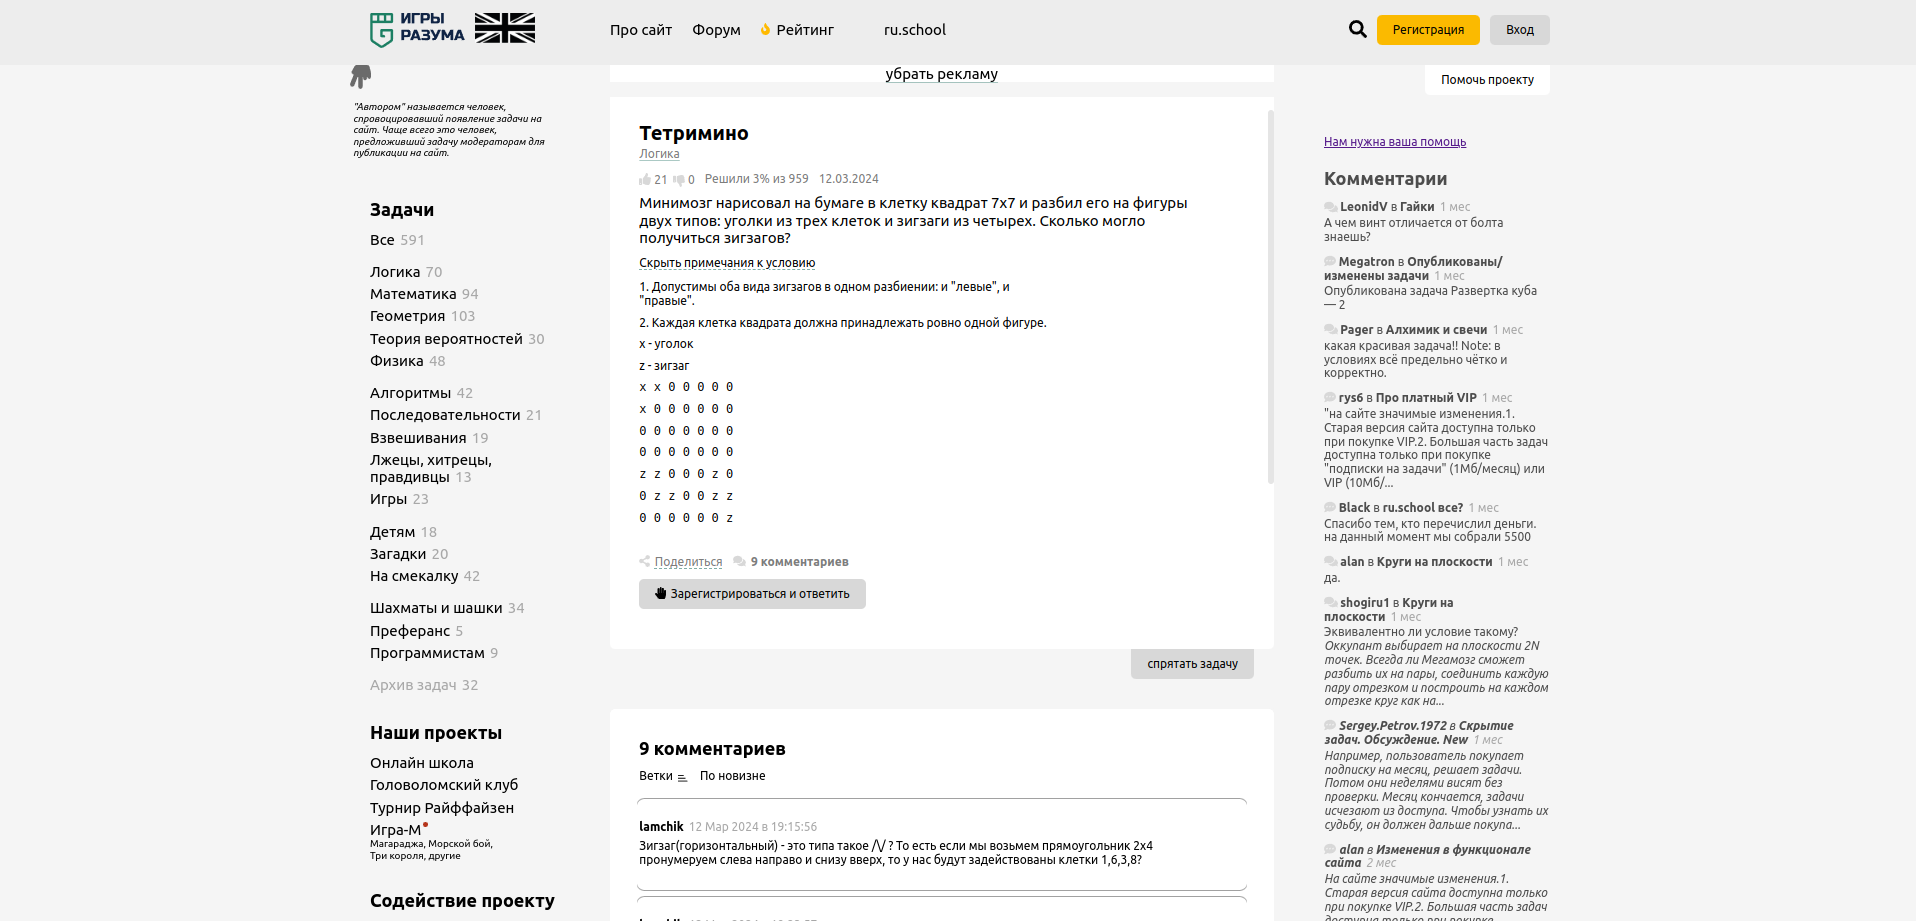 ИГРЫ
РАЗУМА
Про сайт Форум Рейтинг ru.school
Регистрация Вход
убрать рекламу
Помочь проекту
"Автором" называется человек,
спровоцировавший появление задачи на
сайт. Чаще всего это человек,
предложивший задачу модераторам для
публикации на сайт.
Задачи
Все 591
Логика 70
Математика 94
Геометрия 103
Теория вероятностей 30
Физика 48
Алгоритмы 42
Последовательности 21
Взвешивания 19
Лжецы, хитрецы,
правдивцы 13
Игры 23
Детям 18
Загадки 20
На смекалку 42
Шахматы и шашки 34
Преферанс 5
Программистам 9
Архив задач 32
Наши проекты
Онлайн школа
Головоломский клуб
Турнир Райффайзен
Игра-М
Магараджа, Морской бой,
Три короля, другие
Содействие проекту
Тетримино
Логика
21 0 Решили 3% из 959 12.03.2024
Минимозг нарисовал на бумаге в клетку квадрат 7х7 и разбил его на фигуры
двух типов: уголки из трех клеток и зигзаги из четырех. Сколько могло
получиться зигзагов?
Скрыть примечания к условию
1. Допустимы оба вида зигзагов в одном разбиении: и "левые", и
"правые".
2. Каждая клетка квадрата должна принадлежать ровно одной фигуре.
x - уголок
z - зигзаг
x x 0 0 0 0 0
x 0 0 0 0 0 0
0 0 0 0 0 0 0
0 0 0 0 0 0 0
z z 0 0 0 z 0
0 z z 0 0 z z
0 0 0 0 0 0 z
Поделиться 9 комментариев
Зарегистрироваться и ответить
спрятать задачу
9 комментариев
Ветки По новизне
lamchik 12 Мар 2024 в 19:15:56
Зигзаг(горизонтальный) - это типа такое /\/ ? То есть если мы возьмем прямоугольник 2х4
пронумеруем слева направо и снизу вверх, то у нас будут задействованы клетки 1,6,3,8?
Нам нужна ваша помощь
Комментарии
LeonidV в Гайки 1 мес
А чем винт отличается от болта
знаешь?
Megatron в Опубликованы/
изменены задачи 1 мес
Опубликована задача Развертка куба
— 2
Pager в Алхимик и свечи 1 мес
какая красивая задача!! Note: в
условиях всё предельно чётко и
корректно.
rys6 в Про платный VIP 1 мес
"на сайте значимые изменения.1.
Старая версия сайта доступна только
при покупке VIP.2. Большая часть задач
доступна только при покупке
"подписки на задачи" (1Мб/месяц) или
VIP (10Мб/...
Black в ru.school все? 1 мес
Спасибо тем, кто перечислил деньги.
на данный момент мы собрали 5500
alan в Круги на плоскости 1 мес
да.
shogiru1 в Круги на
плоскости 1 мес
Эквивалентно ли условие такому?
Оккупант выбирает на плоскости 2N
точек. Всегда ли Мегамозг сможет
разбить их на пары, соединить каждую
пару отрезком и построить на каждом
отрезке круг как на...
Sergey.Petrov.1972 в Скрытие
задач. Обсуждение. New 1 мес
Например, пользователь покупает
подписку на месяц, решает задачи.
Потом они неделями висят без
проверки. Месяц кончается, задачи
исчезают из доступа. Чтобы узнать их
судьбу, он должен дальше покупа...
alan в Изменения в функционале
сайта 2 мес
На сайте значимые изменения.1.
Старая версия сайта доступна только
при покупке VIP.2. Большая часть задач